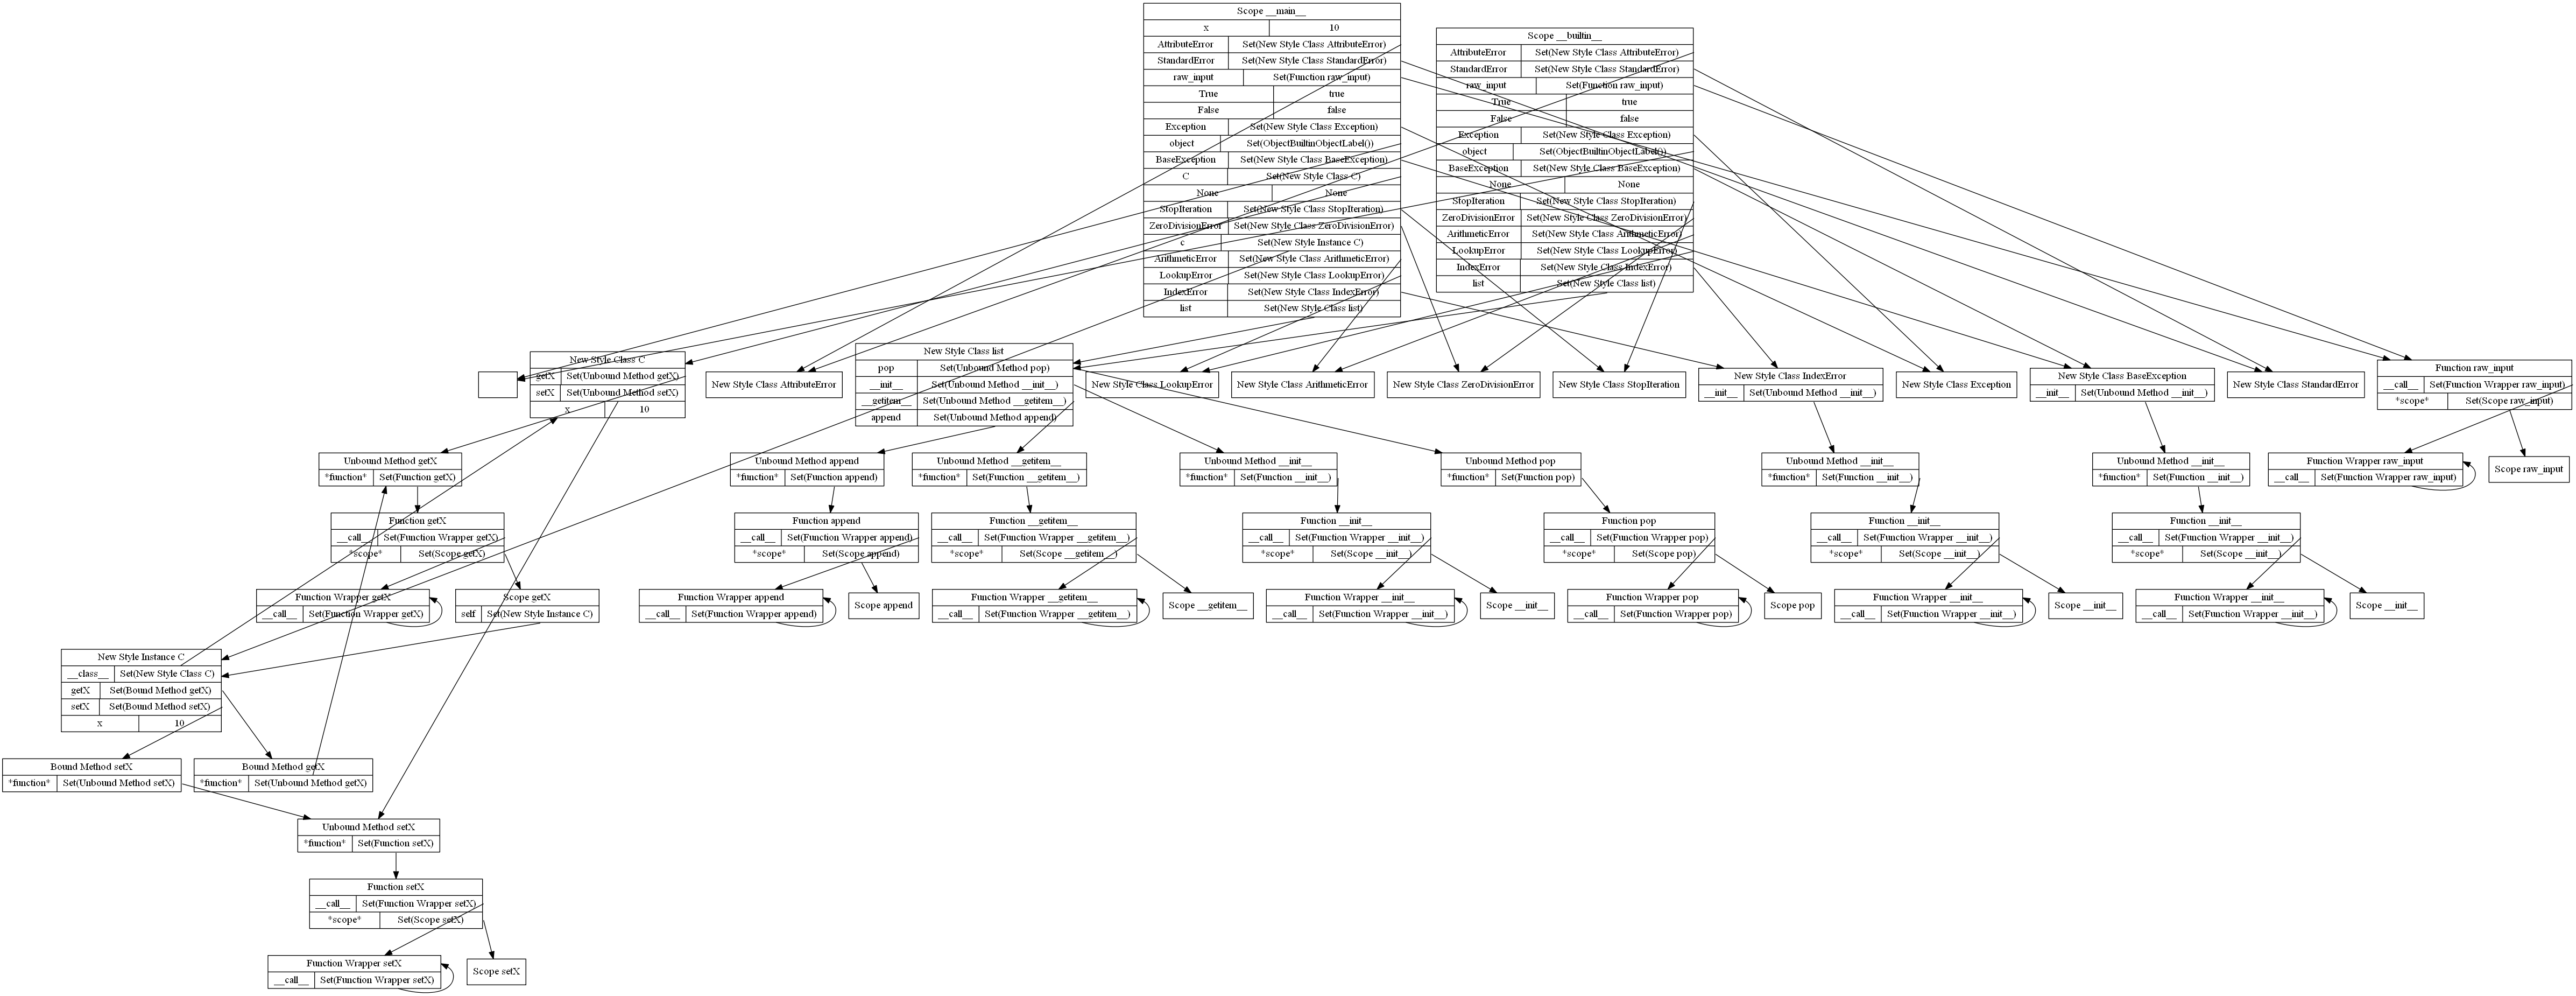 Scope __main__
x 10
AttributeError Set(New Style Class AttributeError)
StandardError Set(New Style Class StandardError)
raw_input Set(Function raw_input)
True true
False false
Exception Set(New Style Class Exception)
object Set(ObjectBuiltinObjectLabel())
BaseException Set(New Style Class BaseException)
C Set(New Style Class C)
None None
StopIteration Set(New Style Class StopIteration)
ZeroDivisionError Set(New Style Class ZeroDivisionError)
c Set(New Style Instance C)
ArithmeticError Set(New Style Class ArithmeticError)
LookupError Set(New Style Class LookupError)
IndexError Set(New Style Class IndexError)
list Set(New Style Class list)
Scope __builtin__
AttributeError Set(New Style Class AttributeError)
StandardError Set(New Style Class StandardError)
raw_input Set(Function raw_input)
True true
False false
Exception Set(New Style Class Exception)
object Set(ObjectBuiltinObjectLabel())
BaseException Set(New Style Class BaseException)
None None
StopIteration Set(New Style Class StopIteration)
ZeroDivisionError Set(New Style Class ZeroDivisionError)
ArithmeticError Set(New Style Class ArithmeticError)
LookupError Set(New Style Class LookupError)
IndexError Set(New Style Class IndexError)
list Set(New Style Class list)
New Style Class C
getX Set(Unbound Method getX)
setX Set(Unbound Method setX)
x 10
New Style Class AttributeError
New Style Class list
pop Set(Unbound Method pop)
__init__ Set(Unbound Method __init__)
__getitem__ Set(Unbound Method __getitem__)
append Set(Unbound Method append)
New Style Class LookupError
New Style Class ArithmeticError
New Style Class ZeroDivisionError
New Style Class StopIteration
New Style Class IndexError
__init__ Set(Unbound Method __init__)
New Style Class Exception
New Style Class BaseException
__init__ Set(Unbound Method __init__)
New Style Class StandardError
Function raw_input
__call__ Set(Function Wrapper raw_input)
*scope* Set(Scope raw_input)
Unbound Method getX
*function* Set(Function getX)
Unbound Method append
*function* Set(Function append)
Unbound Method __getitem__
*function* Set(Function __getitem__)
Unbound Method __init__
*function* Set(Function __init__)
Unbound Method pop
*function* Set(Function pop)
Unbound Method __init__
*function* Set(Function __init__)
Unbound Method __init__
*function* Set(Function __init__)
Function Wrapper raw_input
__call__ Set(Function Wrapper raw_input)
Scope raw_input
Function getX
__call__ Set(Function Wrapper getX)
*scope* Set(Scope getX)
Function append
__call__ Set(Function Wrapper append)
*scope* Set(Scope append)
Function __getitem__
__call__ Set(Function Wrapper __getitem__)
*scope* Set(Scope __getitem__)
Function __init__
__call__ Set(Function Wrapper __init__)
*scope* Set(Scope __init__)
Function pop
__call__ Set(Function Wrapper pop)
*scope* Set(Scope pop)
Function __init__
__call__ Set(Function Wrapper __init__)
*scope* Set(Scope __init__)
Function __init__
__call__ Set(Function Wrapper __init__)
*scope* Set(Scope __init__)
Function Wrapper getX
__call__ Set(Function Wrapper getX)
Scope getX
self Set(New Style Instance C)
Function Wrapper append
__call__ Set(Function Wrapper append)
Scope append
Function Wrapper __getitem__
__call__ Set(Function Wrapper __getitem__)
Scope __getitem__
Function Wrapper __init__
__call__ Set(Function Wrapper __init__)
Scope __init__
Function Wrapper pop
__call__ Set(Function Wrapper pop)
Scope pop
Function Wrapper __init__
__call__ Set(Function Wrapper __init__)
Scope __init__
Function Wrapper __init__
__call__ Set(Function Wrapper __init__)
Scope __init__
New Style Instance C
__class__ Set(New Style Class C)
getX Set(Bound Method getX)
setX Set(Bound Method setX)
x 10
Bound Method setX
*function* Set(Unbound Method setX)
Bound Method getX
*function* Set(Unbound Method getX)
Unbound Method setX
*function* Set(Function setX)
Function setX
__call__ Set(Function Wrapper setX)
*scope* Set(Scope setX)
Function Wrapper setX
__call__ Set(Function Wrapper setX)
Scope setX